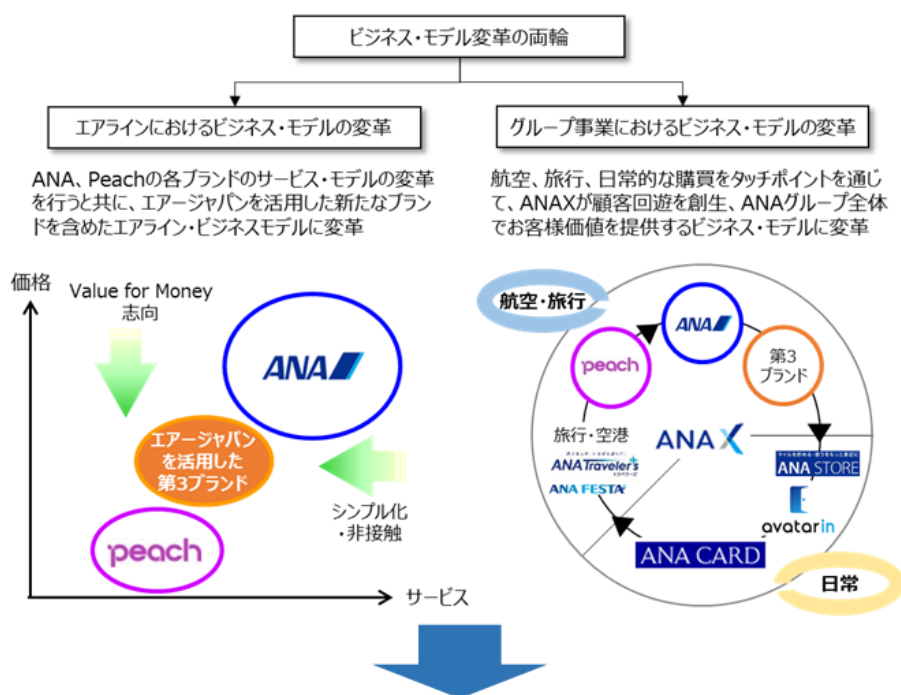 ビジネス・モデル変革の両輪
エアラインにおけるビジネス・モデルの変革
ANA、Peachの各ブランドのサービス・モデルの変革
を行うと共に、エアージャパンを活用した新たなブラン
ドを含めたエアライン・ビジネスモデルに変革
価格
Value for Money
志向
ANA
エアージャパン
を活用した
第3ブランド
シンプル化
・非接触
peach
サービス
グループ事業におけるビジネス・モデルの変革
航空、旅行、日常的な購買をタッチポイントを通じ
て、ANAXが顧客回遊を創生、ANAグループ全体
でお客様価値を提供するビジネス・モデルに変革
航空・旅行
ANA
peach
第3
ブランド
旅行・空港
ANA X
ANA Traveler's
ANA FESTA
ANA STORE
avatarin
ANA CARD
日常